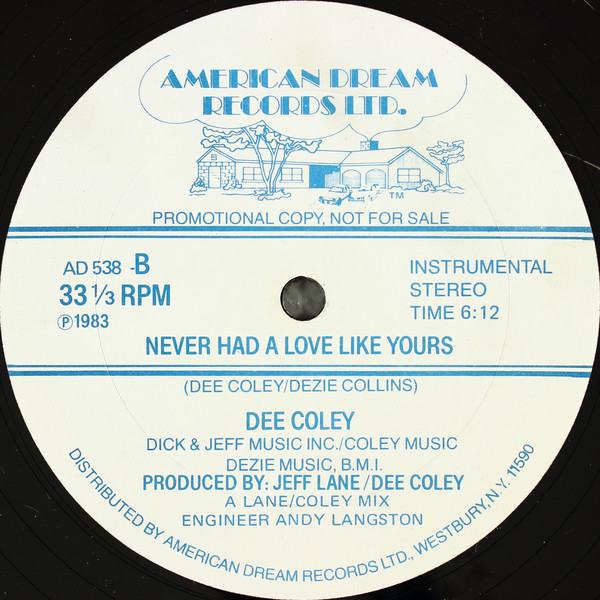 AMERICAN DREAM
RECORDS LTD.
TM
PROMOTIONAL COPY, NOT FOR SALE
AD 538 -B
33 1/3 RPM
Ⓟ1983
INSTRUMENTAL
STEREO
TIME 6:12
NEVER HAD A LOVE LIKE YOURS
(DEE COLEY/DEZIE COLLINS)
DEE COLEY
DICK & JEFF MUSIC INC./COLEY MUSIC
DEZIE MUSIC, B.M.I.
PRODUCED BY: JEFF LANE/DEE COLEY
A LANE/COLEY MIX
ENGINEER ANDY LANGSTON
DISTRIBUTED BY AMERICAN DREAM RECORDS LTD., WESTBURY, N.Y. 11590